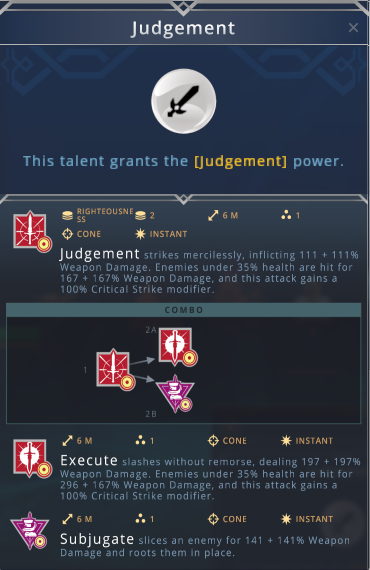 Judgement
This talent grants the [Judgement] power.
RIGHTEOUSNE
SS
2
6 M
1
CONE
INSTANT
Judgement strikes mercilessly, inflicting 111 + 111%
Weapon Damage. Enemies under 35% health are hit for
167 + 167% Weapon Damage, and this attack gains a
100% Critical Strike modifier.
COMBO
2A
1
2B
6 M
1
CONE
INSTANT
Execute slashes without remorse, dealing 197 + 197%
Weapon Damage. Enemies under 35% health are hit for
296 + 167% Weapon Damage, and this attack gains a
100% Critical Strike modifier.
6 M
1
CONE
INSTANT
Subjugate slices an enemy for 141 + 141% Weapon
Damage and roots them in place.